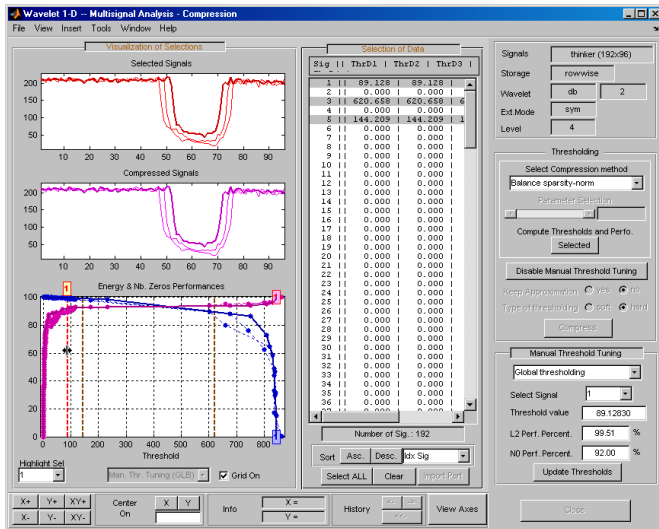 Wavelet 1-D -- Multisignal Analysis - Compression
File View Insert Tools Window Help
Visualization of Selections
Selected Signals
200
150
100
50
10 20 30 40 50 60 70 80 90
Compressed Signals
200
150
100
50
10 20 30 40 50 60 70 80 90
Energy & Nb. Zeros Performances
1 1
100
80
60
40
20
0
1
0 100 200 300 400 500 600 700 800
Threshold
Highlight Sel
1
Man. Thr. Tuning (GLB)
Grid On
Selection of Data
Sig || ThrD1 | ThrD2 | ThrD3 |
1 || 89.128 | 89.128 |
2 || 0.000 | 0.000 |
3 || 620.658 | 620.658 | 6
4 || 0.000 | 0.000 |
5 || 144.209 | 144.209 | 1
6 || 0.000 | 0.000 |
7 || 0.000 | 0.000 |
8 || 0.000 | 0.000 |
9 || 0.000 | 0.000 |
10 || 0.000 | 0.000 |
11 || 0.000 | 0.000 |
12 || 0.000 | 0.000 |
13 || 0.000 | 0.000 |
14 || 0.000 | 0.000 |
15 || 0.000 | 0.000 |
16 || 0.000 | 0.000 |
17 || 0.000 | 0.000 |
18 || 0.000 | 0.000 |
19 || 0.000 | 0.000 |
20 || 0.000 | 0.000 |
21 || 0.000 | 0.000 |
22 || 0.000 | 0.000 |
23 || 0.000 | 0.000 |
24 || 0.000 | 0.000 |
25 || 0.000 | 0.000 |
26 || 0.000 | 0.000 |
27 || 0.000 | 0.000 |
28 || 0.000 | 0.000 |
29 || 0.000 | 0.000 |
30 || 0.000 | 0.000 |
31 || 0.000 | 0.000 |
32 || 0.000 | 0.000 |
33 || 0.000 | 0.000 |
34 || 0.000 | 0.000 |
35 || 0.000 | 0.000 |
36 || 0.000 | 0.000 |
Number of Sig. : 192
Sort Asc. Desc. Idx Sig
Select ALL Clear Import Part
Signals thinker (192x96)
Storage rowwise
Wavelet db 2
Ext.Mode sym
Level 4
Thresholding
Select Compression method
Balance sparsity-norm
Parameter Selection
Compute Thresholds and Perfo.
Selected
Disable Manual Threshold Tuning
Keep Approximation yes no
Type of thresholding soft hard
Compress
Manual Threshold Tuning
Global thresholding
Select Signal 1
Threshold value 89.12830
L2 Perf. Percent. 99.51 %
N0 Perf. Percent. 92.00 %
Update Thresholds
X+ Y+ XY+
X- Y- XY-
Center On X Y
Info X =
Y =
History <- ->
<<-
View Axes
Close